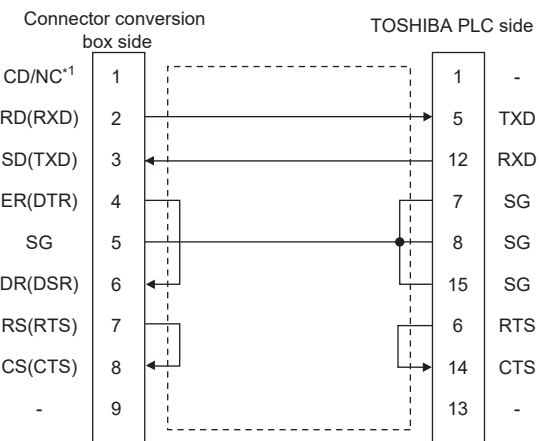 Connector conversion
box side
TOSHIBA PLC side
CD/NC*1 1 1 -
RD(RXD) 2 5 TXD
SD(TXD) 3 12 RXD
ER(DTR) 4 7 SG
SG 5 8 SG
DR(DSR) 6 15 SG
RS(RTS) 7 6 RTS
CS(CTS) 8 14 CTS
- 9 13 -